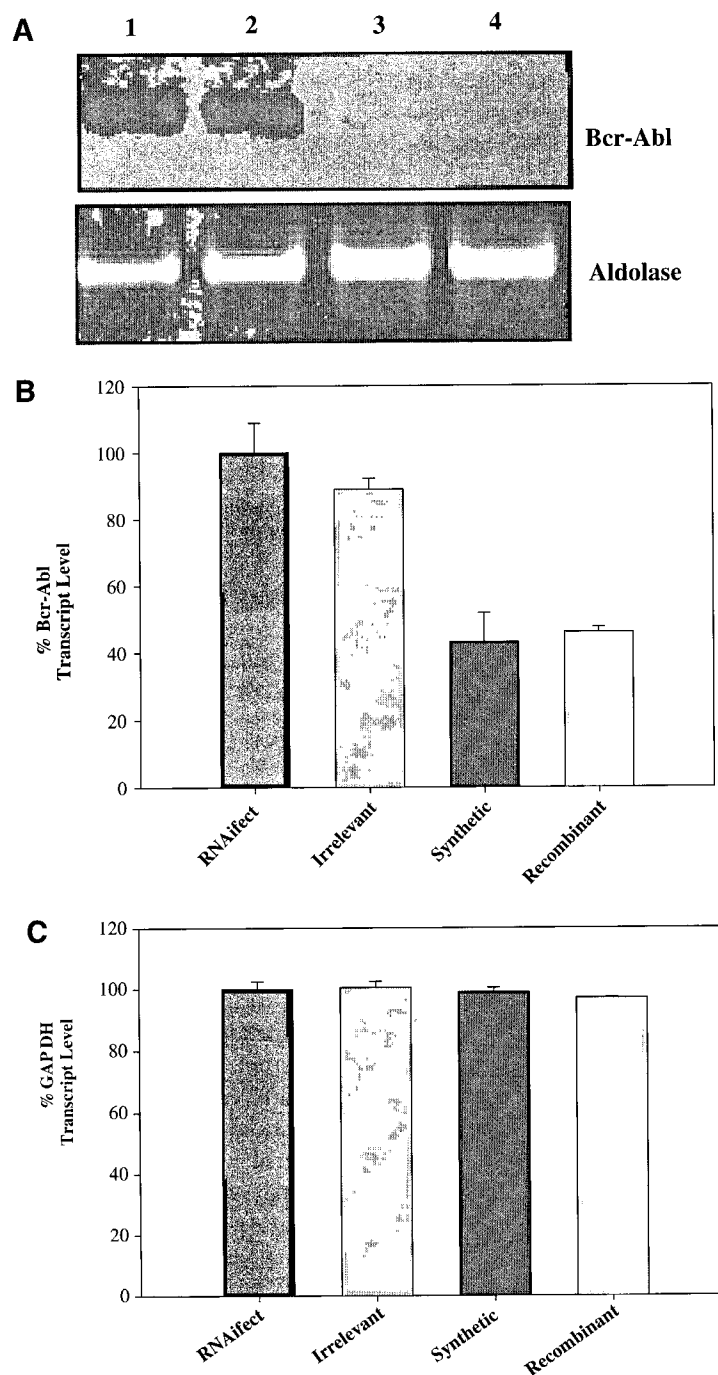 A
1 2 3 4
Bcr-Abl
Aldolase
B
% Bcr-Abl
Transcript Level
120
100
80
60
40
20
0
RNAifect
Irrelevant
Synthetic
Recombinant
C
% GAPDH
Transcript Level
120
100
80
60
40
20
0
RNAifect
Irrelevant
Synthetic
Recombinant